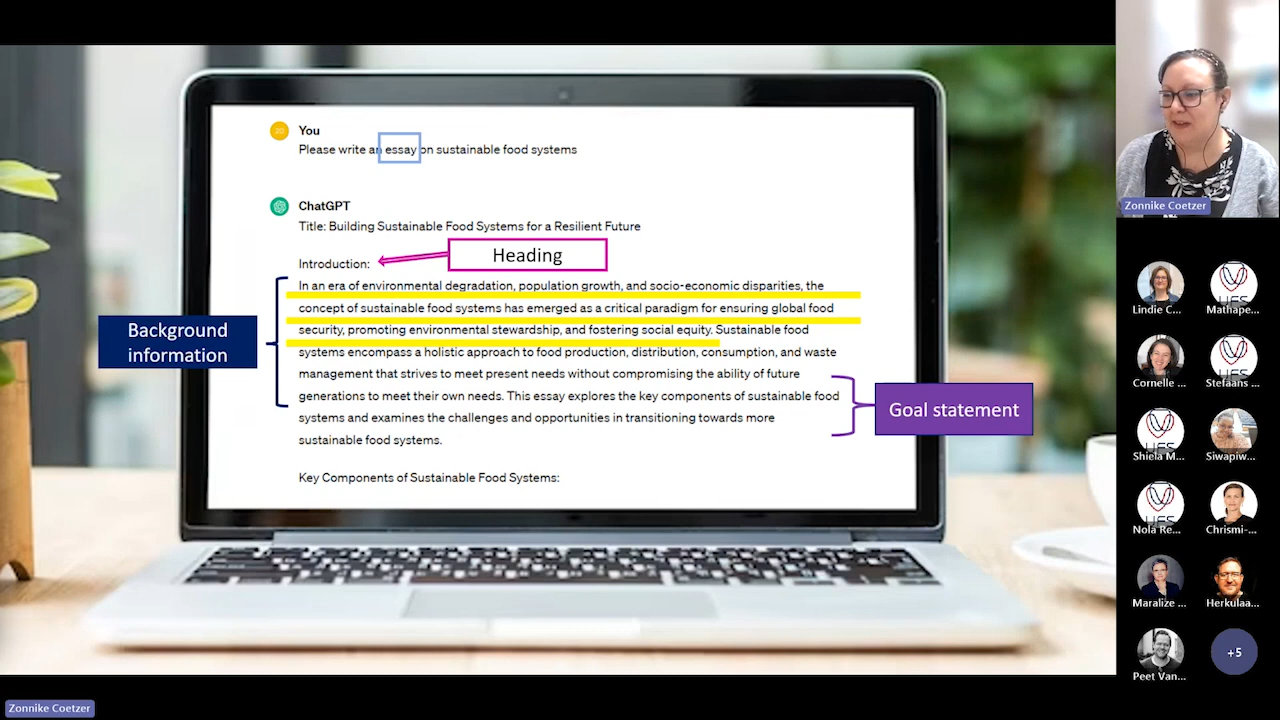 You
Please write an essay on sustainable food systems
ChatGPT
Title: Building Sustainable Food Systems for a Resilient Future
Introduction:
Heading
In an era of environmental degradation, population growth, and socio-economic disparities, the
concept of sustainable food systems has emerged as a critical paradigm for ensuring global food
security, promoting environmental stewardship, and fostering social equity. Sustainable food
systems encompass a holistic approach to food production, distribution, consumption, and waste
management that strives to meet present needs without compromising the ability of future
generations to meet their own needs. This essay explores the key components of sustainable food
systems and examines the challenges and opportunities in transitioning towards more
sustainable food systems.
Key Components of Sustainable Food Systems:
Background
information
Goal statement
Zonnike Coetzer
Lindie C...
Mathape...
Cornelle ...
Stefaans ...
Shiela M...
Siwapiw...
Nola Re...
Chrismi-...
Maralize ...
Herkulaa...
Peet Van...
+5
Zonnike Coetzer